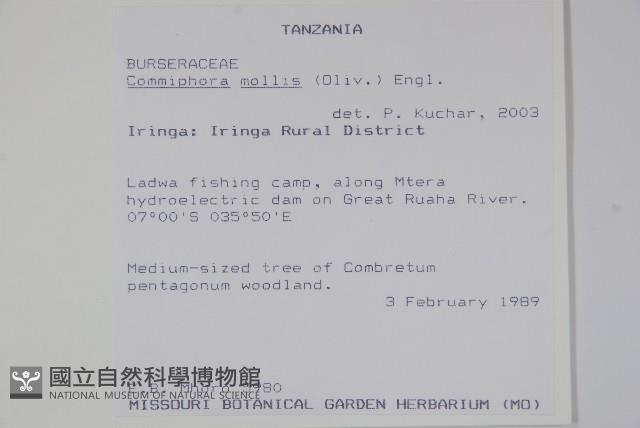 TANZANIA
BURSERACEAE
Commiphora mollis (Oliv.) Engl.
det. P. Kuchar, 2003
Iringa: Iringa Rural District
Ladwa fishing camp, along Mtera
hydroelectric dam on Great Ruaha River.
07°00'S 035°50'E
Medium-sized tree of Combretum
pentagonum woodland.
3 February 1989
國立自然科學博物館
NATIONAL MUSEUM OF NATURAL SCIENCE
MISSOURI BOTANICAL GARDEN HERBARIUM (MO)